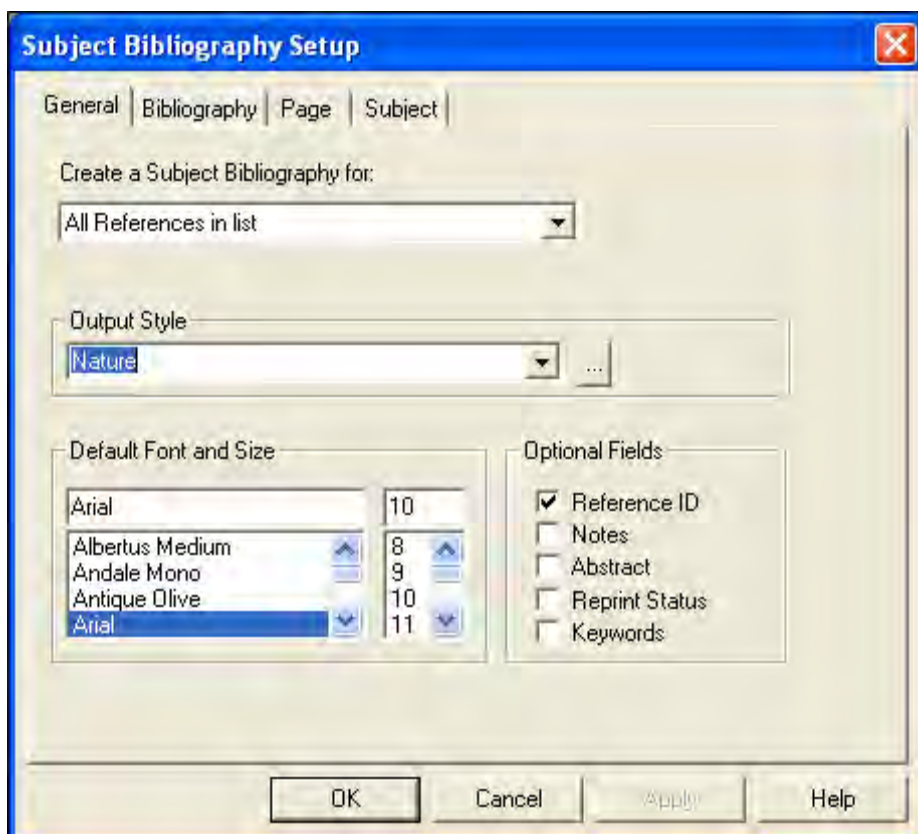 Subject Bibliography Setup
General Bibliography Page Subject
Create a Subject Bibliography for:
All References in list
Output Style
Nature
...
Default Font and Size
Arial 10
Albertus Medium 8
Andale Mono 9
Antique Olive 10
Arial 11
Optional Fields
Reference ID
Notes
Abstract
Reprint Status
Keywords
OK Cancel Apply Help